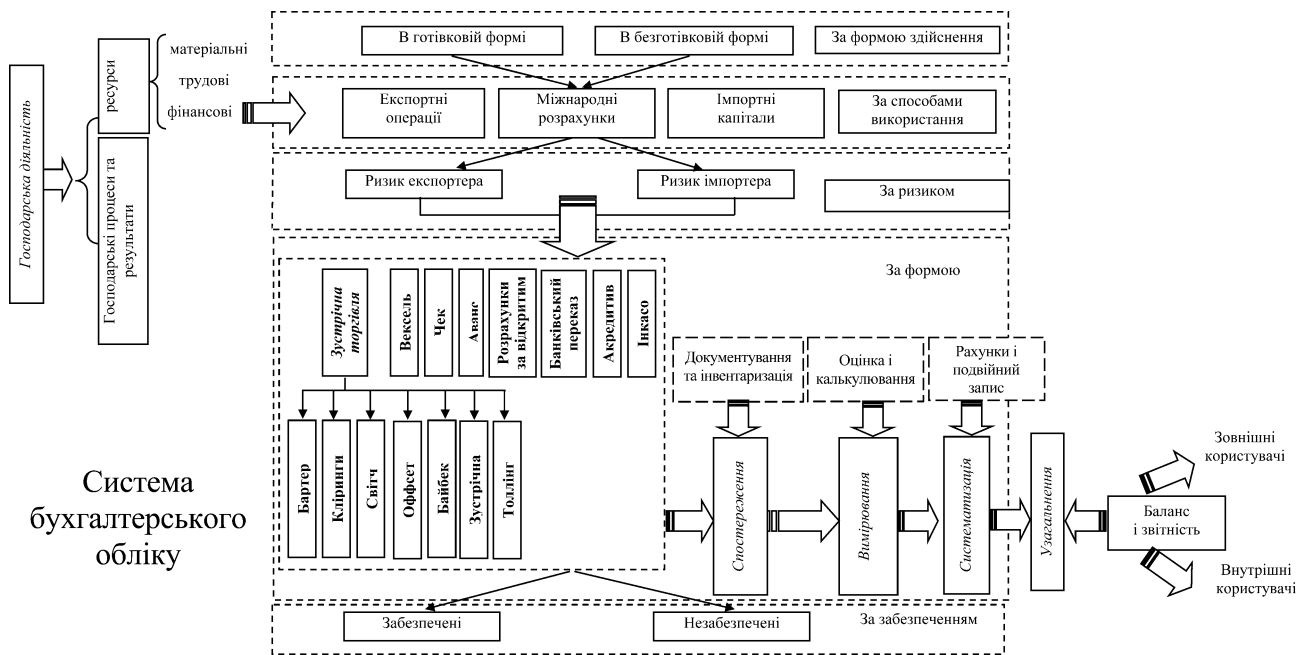 Господарська діяльність
ресурси
Господарські процеси та
результати
матеріальні
трудові
фінансові
В готівковій формі
В безготівковій формі
За формою здійснення
Експортні
операції
Міжнародні
розрахунки
Імпортні
капітали
За способами
використання
Ризик експортера
Ризик імпортера
За ризиком
За формою
Зустрічна
торгівля
Вексель
Чек
Аванс
Розрахунки
за відкритим
Банківський
переказ
Акредитив
Інкасо
Бартер
Кліринги
Світч
Оффсет
Байбек
Зустрічна
Толлінг
Документування
та інвентаризація
Оцінка і
калькулювання
Рахунки і
подвійний
запис
Спостереження
Вимірювання
Систематизація
Узагальнення
Баланс
і звітність
Зовнішні
користувачі
Внутрішні
користувачі
Система
бухгалтерського
обліку
Забезпечені
Незабезпечені
За забезпеченням